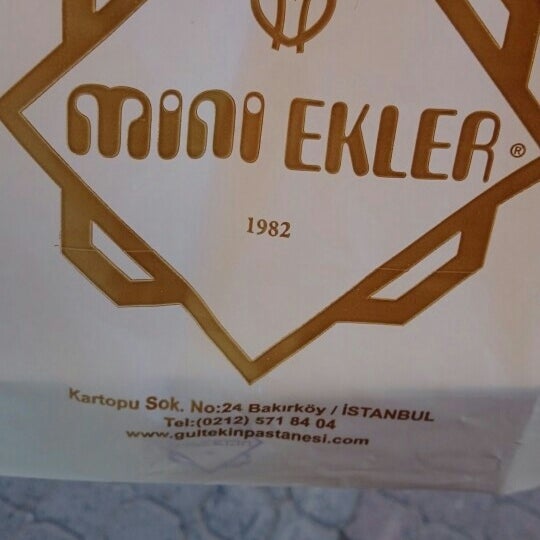 mini EKLER®
1982
Kartopu Sok. No:24 Bakırköy / İSTANBUL
Tel:(0212) 571 84 04
www.gultekinpastanesi.com